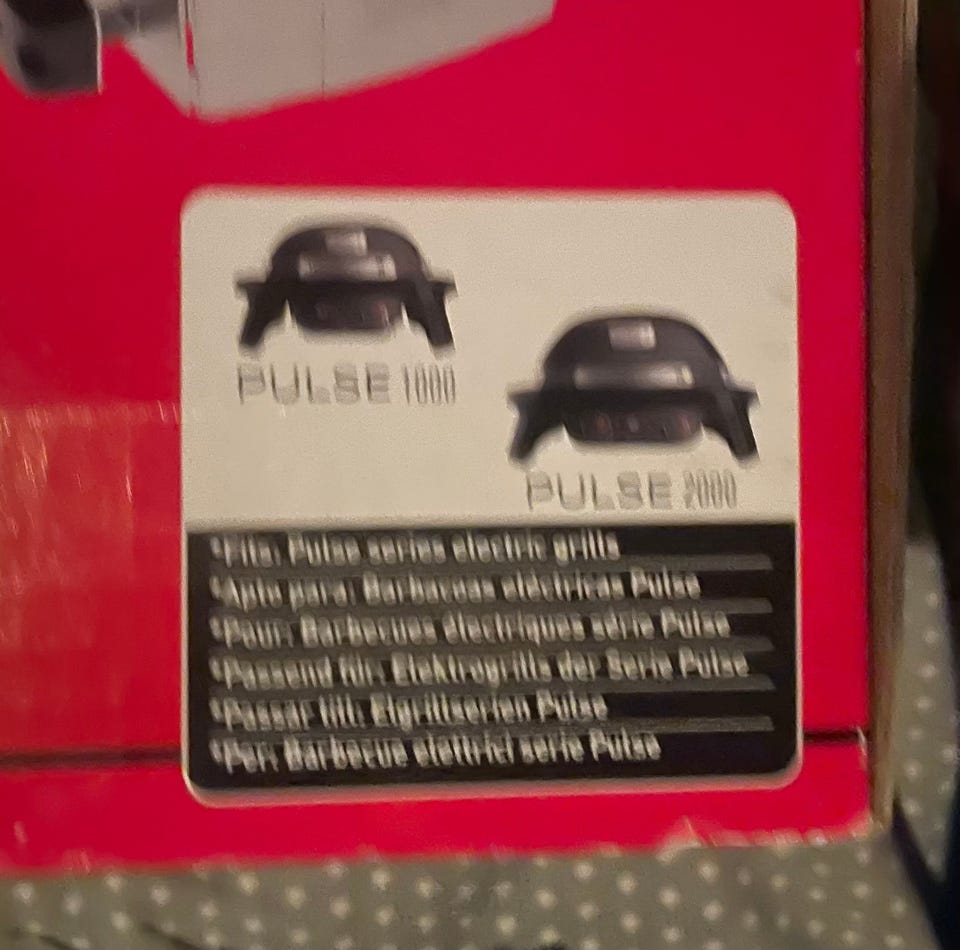 PULSE 1000
PULSE 2000
*Fits: Pulse series electric grills
*Apto para: Barbacoas eléctricas Pulse
*Pour: Barbecues électriques série Pulse
*Passend für: Elektrogrills der Serie Pulse
*Passar till: Elgrillserien Pulse
*Per: Barbecue elettrici serie Pulse